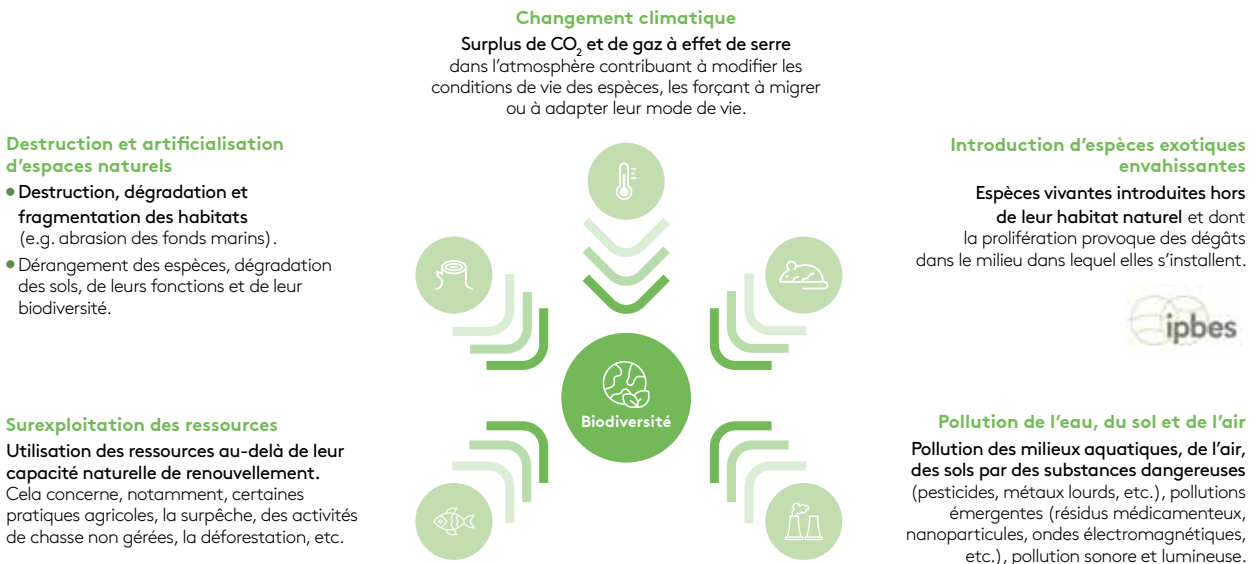 Changement climatique
Surplus de CO2 et de gaz à effet de serre
dans l’atmosphère contribuant à modifier les
conditions de vie des espèces, les forçant à migrer
ou à adapter leur mode de vie.
Destruction et artificialisation
d’espaces naturels
• Destruction, dégradation et
fragmentation des habitats
(e.g. abrasion des fonds marins).
• Dérangement des espèces, dégradation
des sols, de leurs fonctions et de leur
biodiversité.
Introduction d’espèces exotiques
envahissantes
Espèces vivantes introduites hors
de leur habitat naturel et dont
la prolifération provoque des dégâts
dans le milieu dans lequel elles s’installent.
ipbes
Biodiversité
Surexploitation des ressources
Utilisation des ressources au-delà de leur
capacité naturelle de renouvellement.
Cela concerne, notamment, certaines
pratiques agricoles, la surpêche, des activités
de chasse non gérées, la déforestation, etc.
Pollution de l’eau, du sol et de l’air
Pollution des milieux aquatiques, de l’air,
des sols par des substances dangereuses
(pesticides, métaux lourds, etc.), pollutions
émergentes (résidus médicamenteux,
nanoparticules, ondes électromagnétiques,
etc.), pollution sonore et lumineuse.